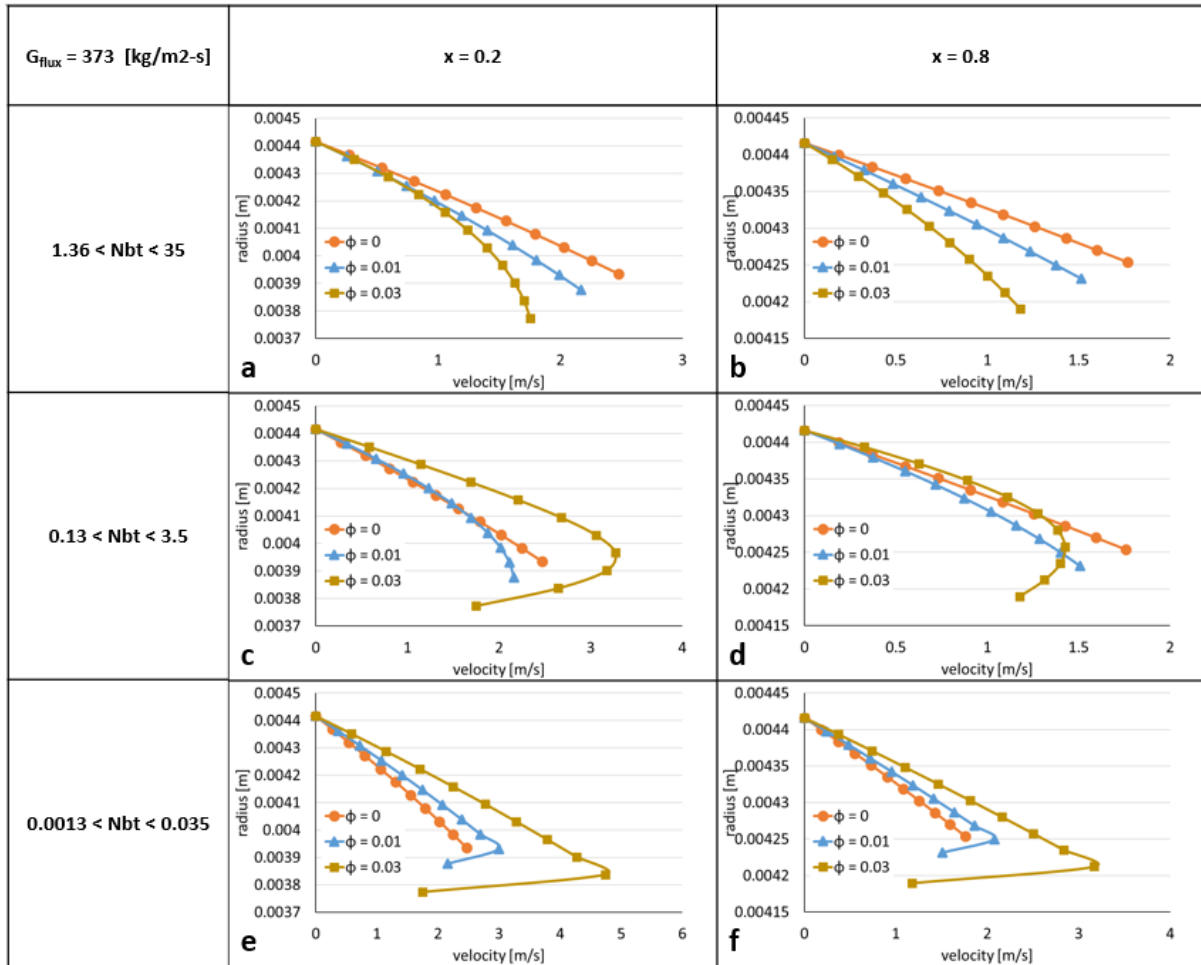 G_flux = 373 [kg/m2-s]
x = 0.2
x = 0.8
1.36 < Nbt < 35
radius [m]
0.0045
0.0044
0.0043
0.0042
0.0041
0.004
0.0039
0.0038
0.0037
ϕ = 0
ϕ = 0.01
ϕ = 0.03
0 1 2 3
velocity [m/s]
a
radius [m]
0.00445
0.0044
0.00435
0.0043
0.00425
0.0042
0.00415
ϕ = 0
ϕ = 0.01
ϕ = 0.03
0 0.5 1 1.5 2
velocity [m/s]
b
0.13 < Nbt < 3.5
radius [m]
0.0045
0.0044
0.0043
0.0042
0.0041
0.004
0.0039
0.0038
0.0037
ϕ = 0
ϕ = 0.01
ϕ = 0.03
0 1 2 3 4
velocity [m/s]
c
radius [m]
0.00445
0.0044
0.00435
0.0043
0.00425
0.0042
0.00415
ϕ = 0
ϕ = 0.01
ϕ = 0.03
0 0.5 1 1.5 2
velocity [m/s]
d
0.0013 < Nbt < 0.035
radius [m]
0.0045
0.0044
0.0043
0.0042
0.0041
0.004
0.0039
0.0038
0.0037
ϕ = 0
ϕ = 0.01
ϕ = 0.03
0 1 2 3 4 5 6
velocity [m/s]
e
radius [m]
0.00445
0.0044
0.00435
0.0043
0.00425
0.0042
0.00415
ϕ = 0
ϕ = 0.01
ϕ = 0.03
0 1 2 3 4
velocity [m/s]
f